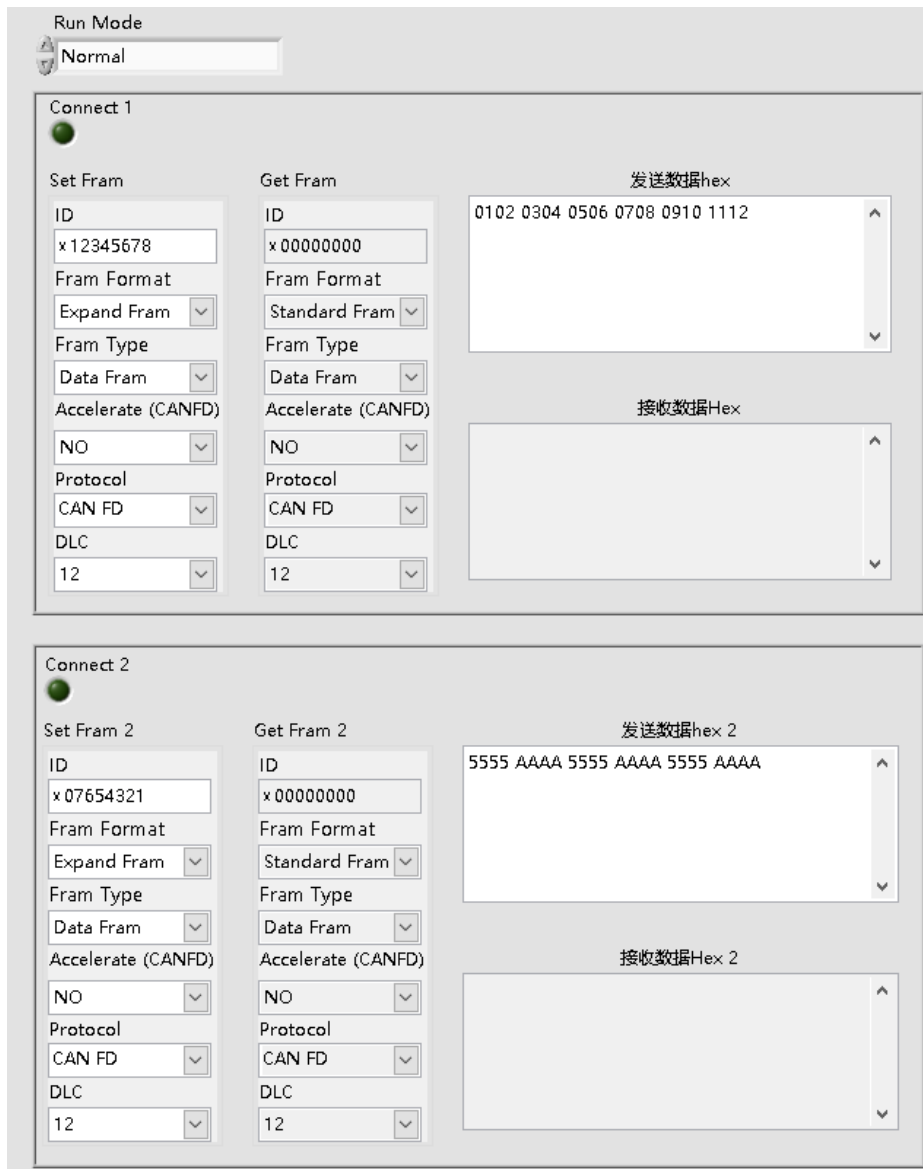 Run Mode
Normal
Connect 1
Set Fram
ID
x 12345678
Fram Format
Expand Fram
Fram Type
Data Fram
Accelerate (CANFD)
NO
Protocol
CAN FD
DLC
12
Get Fram
ID
x 00000000
Fram Format
Standard Fram
Fram Type
Data Fram
Accelerate (CANFD)
NO
Protocol
CAN FD
DLC
12
发送数据hex
0102 0304 0506 0708 0910 1112
接收数据Hex
Connect 2
Set Fram 2
ID
x 07654321
Fram Format
Expand Fram
Fram Type
Data Fram
Accelerate (CANFD)
NO
Protocol
CAN FD
DLC
12
Get Fram 2
ID
x 00000000
Fram Format
Standard Fram
Fram Type
Data Fram
Accelerate (CANFD)
NO
Protocol
CAN FD
DLC
12
发送数据hex 2
5555 AAAA 5555 AAAA 5555 AAAA
接收数据Hex 2